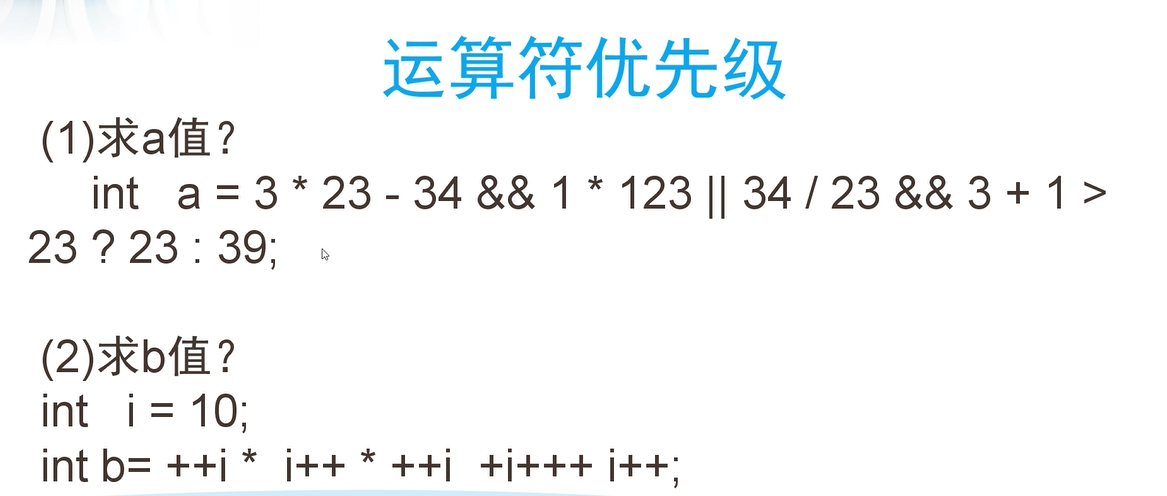 运算符优先级
(1)求a值？
int a = 3 * 23 - 34 && 1 * 123 || 34 / 23 && 3 + 1 >
23 ? 23 : 39;
(2)求b值？
int i = 10;
int b= ++i * i++ * ++i +i+++ i++;